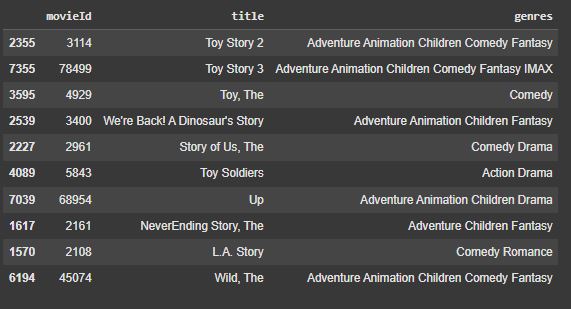 movieId title genres
2355 3114 Toy Story 2 Adventure Animation Children Comedy Fantasy
7355 78499 Toy Story 3 Adventure Animation Children Comedy Fantasy IMAX
3595 4929 Toy, The Comedy
2539 3400 We're Back! A Dinosaur's Story Adventure Animation Children Fantasy
2227 2961 Story of Us, The Comedy Drama
4089 5843 Toy Soldiers Action Drama
7039 68954 Up Adventure Animation Children Drama
1617 2161 NeverEnding Story, The Adventure Children Fantasy
1570 2108 L.A. Story Comedy Romance
6194 45074 Wild, The Adventure Animation Children Comedy Fantasy